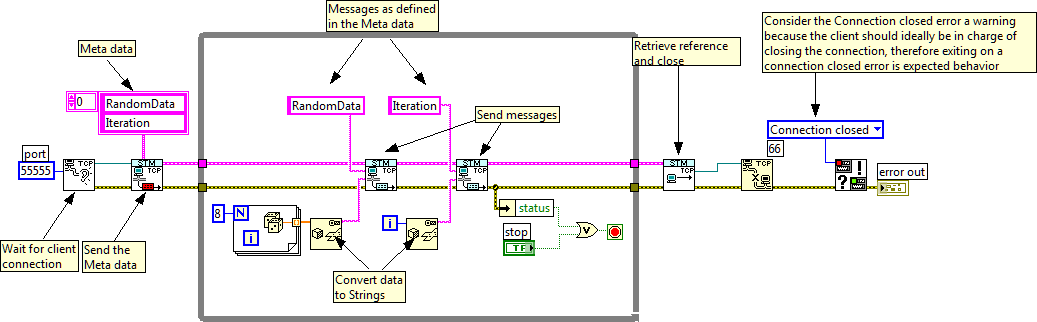 Meta data
Messages as defined
in the Meta data
Consider the Connection closed error a warning
because the client should ideally be in charge of
closing the connection, therefore exiting on a
connection closed error is expected behavior
Retrieve reference
and close
0
RandomData
Iteration
RandomData
Iteration
Send messages
Connection closed
port
55555
TCP
STM
TCP
STM
STM
STM
66
TCP
! ?
error out
8
N
i
i
status
stop
TF
V
Wait for client
connection
Send the
Meta data
Convert data
to Strings